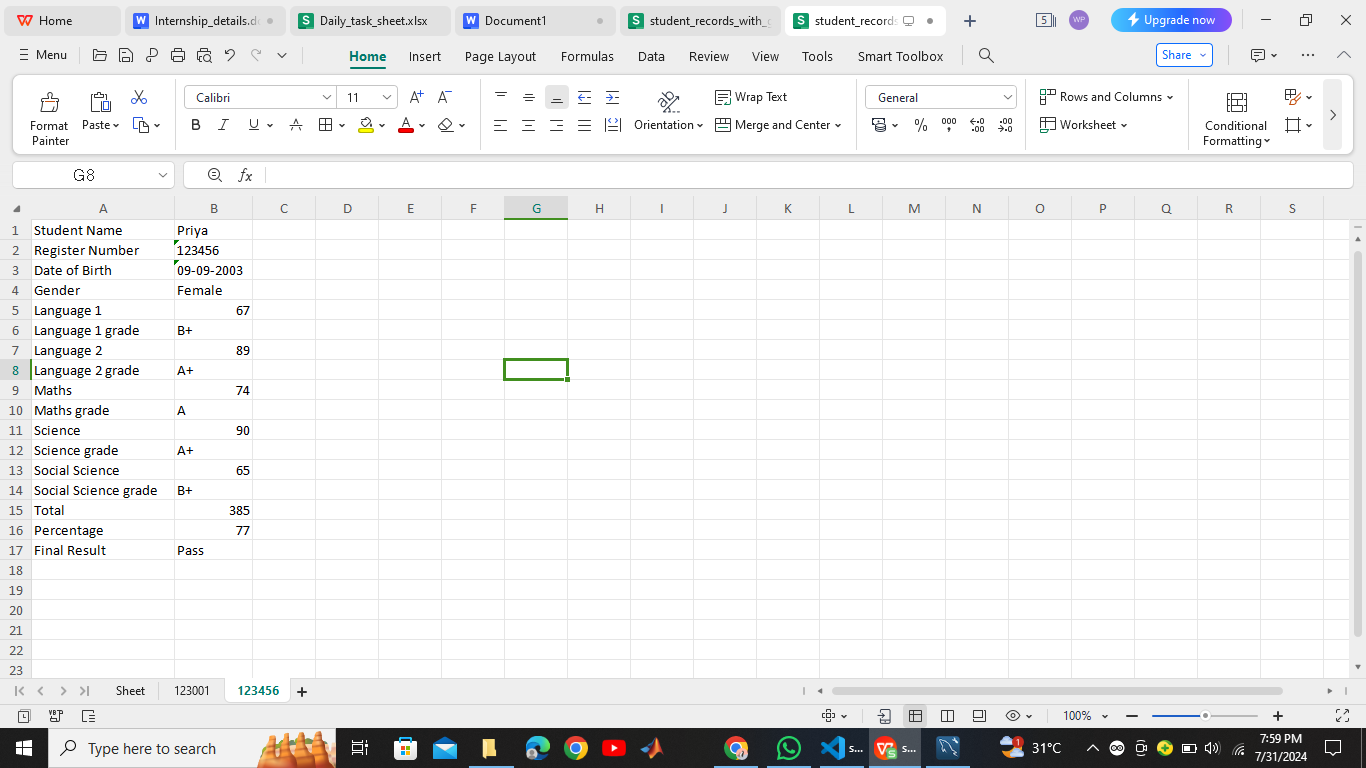 Home Internship_details.d Daily_task_sheet.xlsx Document1 student_records_with_ student_records 5 WP Upgrade now
Menu Home Insert Page Layout Formulas Data Review View Tools Smart Toolbox Share
Format Painter Paste Calibri 11 A+ A- Orientation Wrap Text General Rows and Columns
B I U A A Merge and Center % 000 Worksheet Conditional Formatting
G8 fx
A B C D E F G H I J K L M N O P Q R S
1 Student Name Priya
2 Register Number 123456
3 Date of Birth 09-09-2003
4 Gender Female
5 Language 1 67
6 Language 1 grade B+
7 Language 2 89
8 Language 2 grade A+
9 Maths 74
10 Maths grade A
11 Science 90
12 Science grade A+
13 Social Science 65
14 Social Science grade B+
15 Total 385
16 Percentage 77
17 Final Result Pass
18
19
20
21
22
23
Sheet 123001 123456
100%
Type here to search s... s... 1 31°C 7:59 PM
7/31/2024